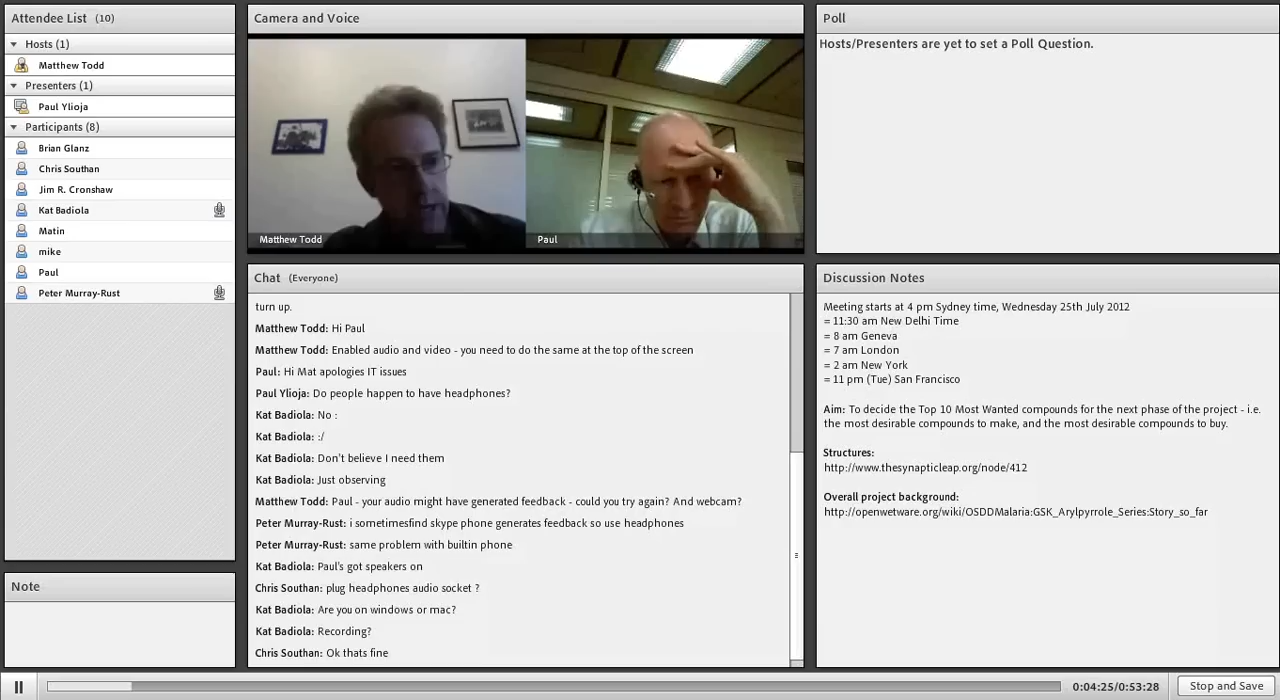 Attendee List (10)
Hosts (1)
Matthew Todd
Presenters (1)
Paul Ylioja
Participants (8)
Brian Glanz
Chris Southan
Jim R. Cronshaw
Kat Badiola
Matin
mike
Paul
Peter Murray-Rust
Note
Camera and Voice
Matthew Todd
Paul
Chat (Everyone)
turn up.
Matthew Todd: Hi Paul
Matthew Todd: Enabled audio and video - you need to do the same at the top of the screen
Paul: Hi Mat apologies IT issues
Paul Ylioja: Do people happen to have headphones?
Kat Badiola: No :
Kat Badiola: :/
Kat Badiola: Don't believe I need them
Kat Badiola: Just observing
Matthew Todd: Paul - your audio might have generated feedback - could you try again? And webcam?
Peter Murray-Rust: i sometimesfind skype phone generates feedback so use headphones
Peter Murray-Rust: same problem with builtin phone
Kat Badiola: Paul's got speakers on
Chris Southan: plug headphones audio socket ?
Kat Badiola: Are you on windows or mac?
Kat Badiola: Recording?
Chris Southan: Ok thats fine
Poll
Hosts/Presenters are yet to set a Poll Question.
Discussion Notes
Meeting starts at 4 pm Sydney time, Wednesday 25th July 2012
= 11:30 am New Delhi Time
= 8 am Geneva
= 7 am London
= 2 am New York
= 11 pm (Tue) San Francisco
Aim: To decide the Top 10 Most Wanted compounds for the next phase of the project - i.e.
the most desirable compounds to make, and the most desirable compounds to buy.
Structures:
http://www.thesynapticleap.org/node/412
Overall project background:
http://openwetware.org/wiki/OSDDMalaria:GSK_Arylpyrrole_Series:Story_so_far
0:04:25/0:53:28
Stop and Save